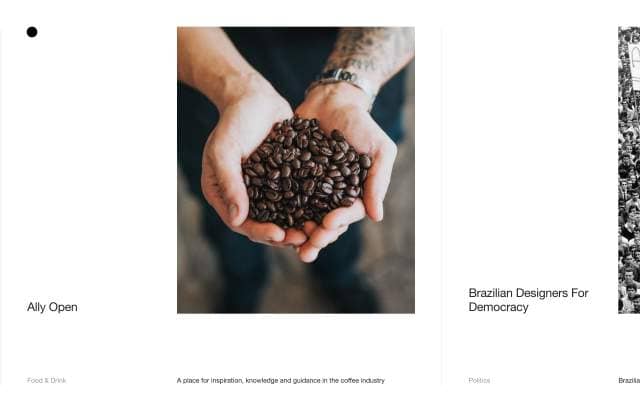 Ally Open
Food & Drink
A place for inspiration, knowledge and guidance in the coffee industry
Brazilian Designers For
Democracy
Politics
Brazilia